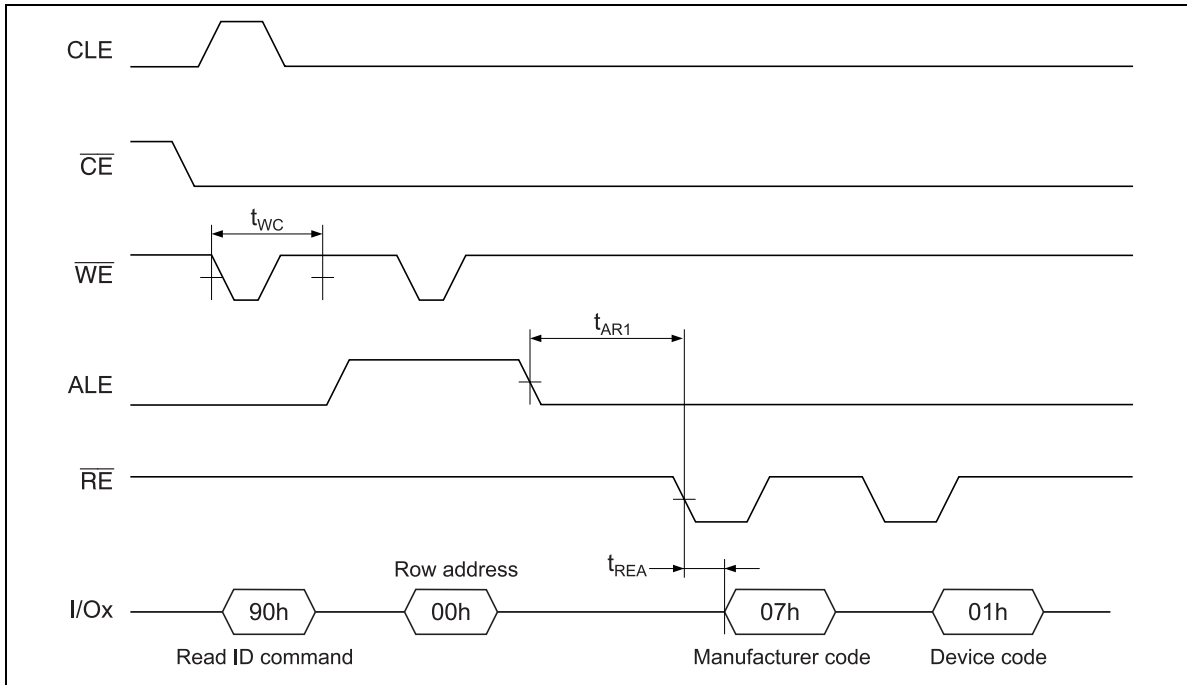 CLE
CE
tWC
WE
tAR1
ALE
RE
tREA
Row address
I/Ox
90h
00h
07h
01h
Read ID command
Manufacturer code
Device code